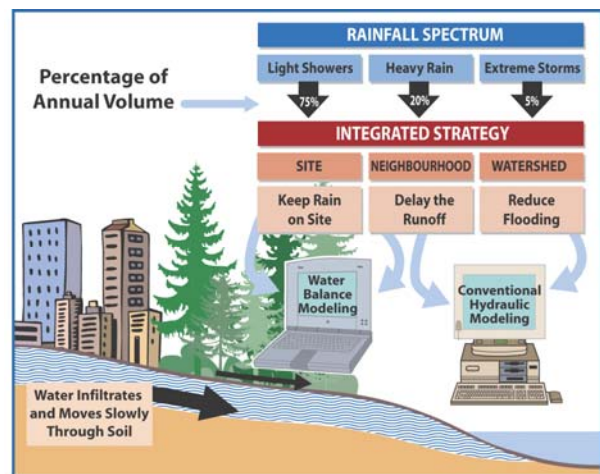 RAINFALL SPECTRUM
Light Showers
Heavy Rain
Extreme Storms
Percentage of
Annual Volume
75%
20%
5%
INTEGRATED STRATEGY
SITE
NEIGHBOURHOOD
WATERSHED
Keep Rain
on Site
Delay the
Runoff
Reduce
Flooding
Water
Balance
Modeling
Conventional
Hydraulic
Modeling
Water Infiltrates
and Moves Slowly
Through Soil